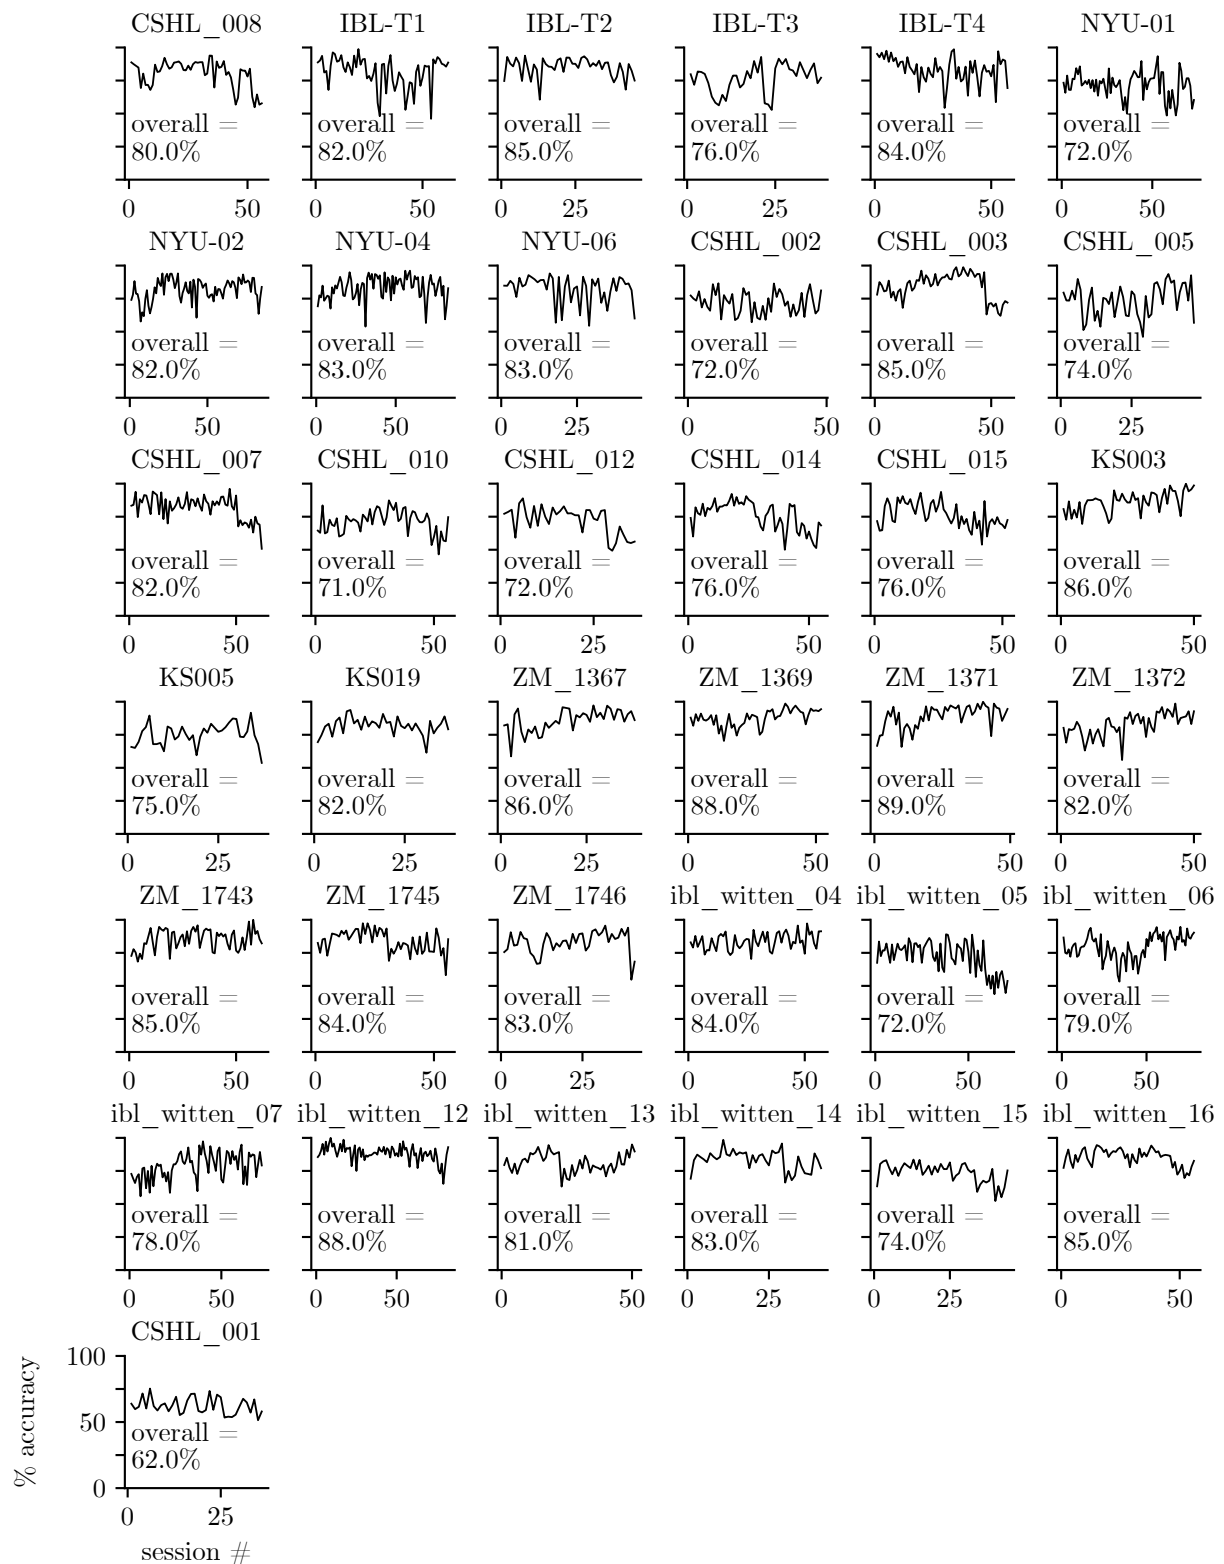 CSHL_008 IBL-T1 IBL-T2 IBL-T3 IBL-T4 NYU-01
overall = overall = overall = overall = overall = overall =
80.0% 82.0% 85.0% 76.0% 84.0% 72.0%
0 50 0 50 0 25 0 25 0 50 0 50
NYU-02 NYU-04 NYU-06 CSHL_002 CSHL_003 CSHL_005
overall = overall = overall = overall = overall = overall =
82.0% 83.0% 83.0% 72.0% 85.0% 74.0%
0 50 0 50 0 25 0 50 0 50 0 25
CSHL_007 CSHL_010 CSHL_012 CSHL_014 CSHL_015 KS003
overall = overall = overall = overall = overall = overall =
82.0% 71.0% 72.0% 76.0% 76.0% 86.0%
0 50 0 50 0 25 0 50 0 50 0 50
KS005 KS019 ZM_1367 ZM_1369 ZM_1371 ZM_1372
overall = overall = overall = overall = overall = overall =
75.0% 82.0% 86.0% 88.0% 89.0% 82.0%
0 25 0 25 0 25 0 50 0 50 0 50
ZM_1743 ZM_1745 ZM_1746 ibl_witten_04 ibl_witten_05 ibl_witten_06
overall = overall = overall = overall = overall = overall =
85.0% 84.0% 83.0% 84.0% 72.0% 79.0%
0 50 0 50 0 25 0 50 0 50 0 50
ibl_witten_07 ibl_witten_12 ibl_witten_13 ibl_witten_14 ibl_witten_15 ibl_witten_16
overall = overall = overall = overall = overall = overall =
78.0% 88.0% 81.0% 83.0% 74.0% 85.0%
0 50 0 50 0 50 0 25 0 25 0 50
CSHL_001
100
50
0
% accuracy
overall =
62.0%
0 25
session #